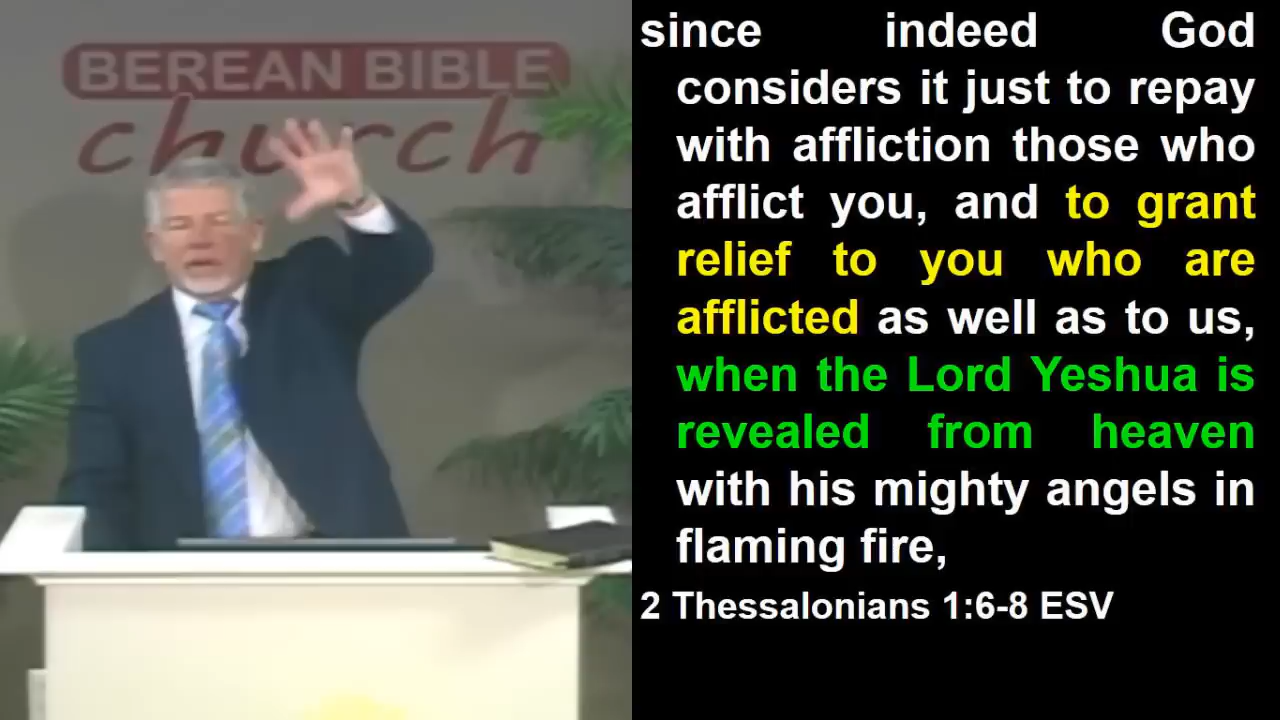 BEREAN BIBLE
church
since indeed God
considers it just to repay
with affliction those who
afflict you, and to grant
relief to you who are
afflicted as well as to us,
when the Lord Yeshua is
revealed from heaven
with his mighty angels in
flaming fire,
2 Thessalonians 1:6-8 ESV